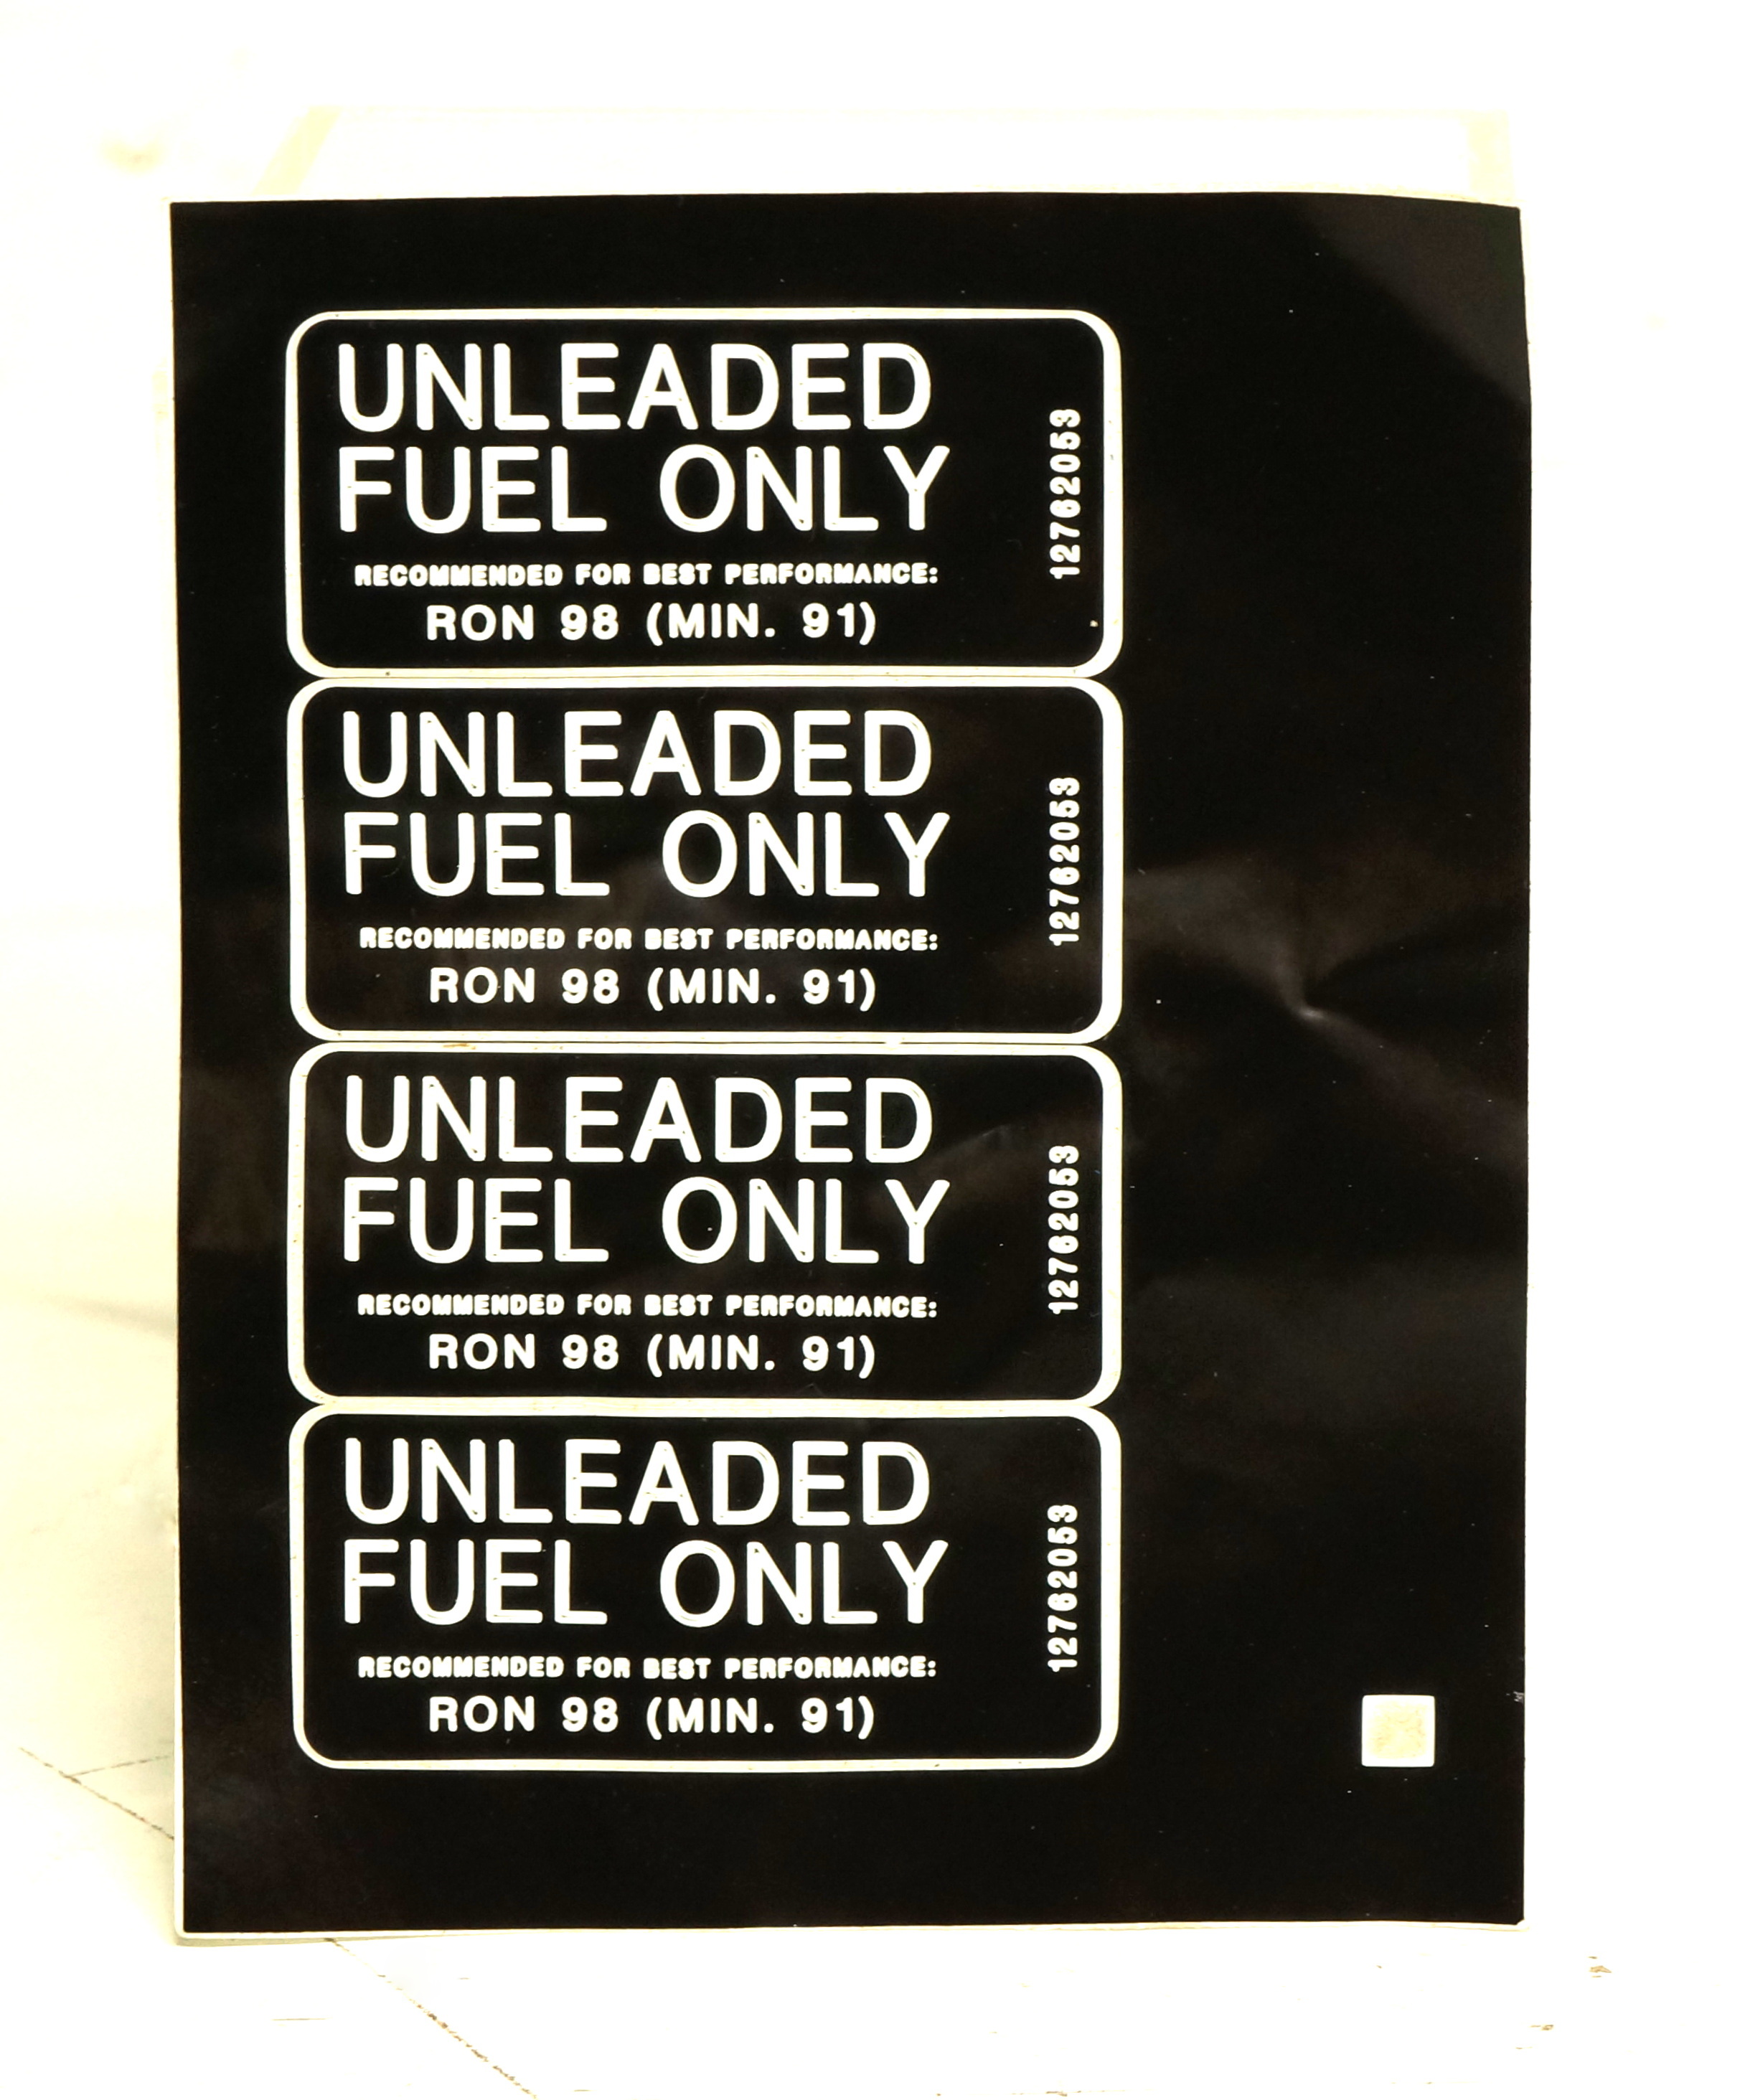 UNLEADED
FUEL ONLY
RECOMMENDED FOR BEST PERFORMANCE:
RON 98 (MIN. 91)
12762053
UNLEADED
FUEL ONLY
RECOMMENDED FOR BEST PERFORMANCE:
RON 98 (MIN. 91)
12762053
UNLEADED
FUEL ONLY
RECOMMENDED FOR BEST PERFORMANCE:
RON 98 (MIN. 91)
12762053
UNLEADED
FUEL ONLY
RECOMMENDED FOR BEST PERFORMANCE:
RON 98 (MIN. 91)
12762053